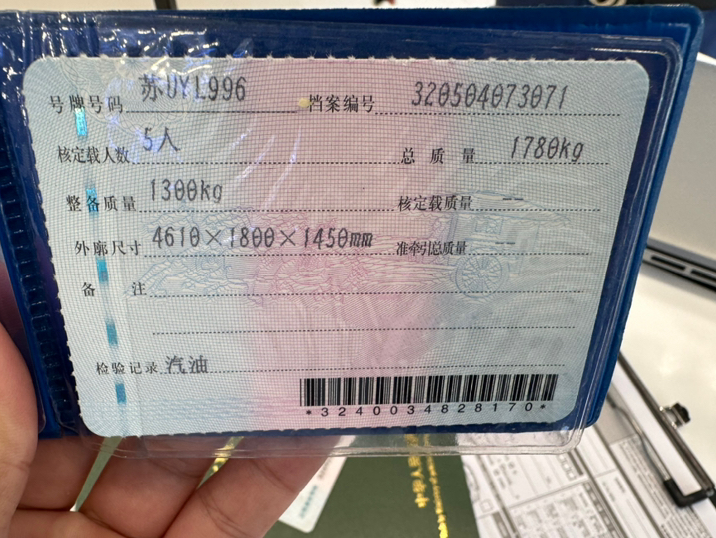 号牌号码 苏UYL996 档案编号 320504073071
核定载人数 5人 总质量 1780kg
整备质量 1300kg 核定载质量 --
外廓尺寸 4610×1800×1450mm 准牵引总质量 --
备注
检验记录 汽油
*3240034828170*